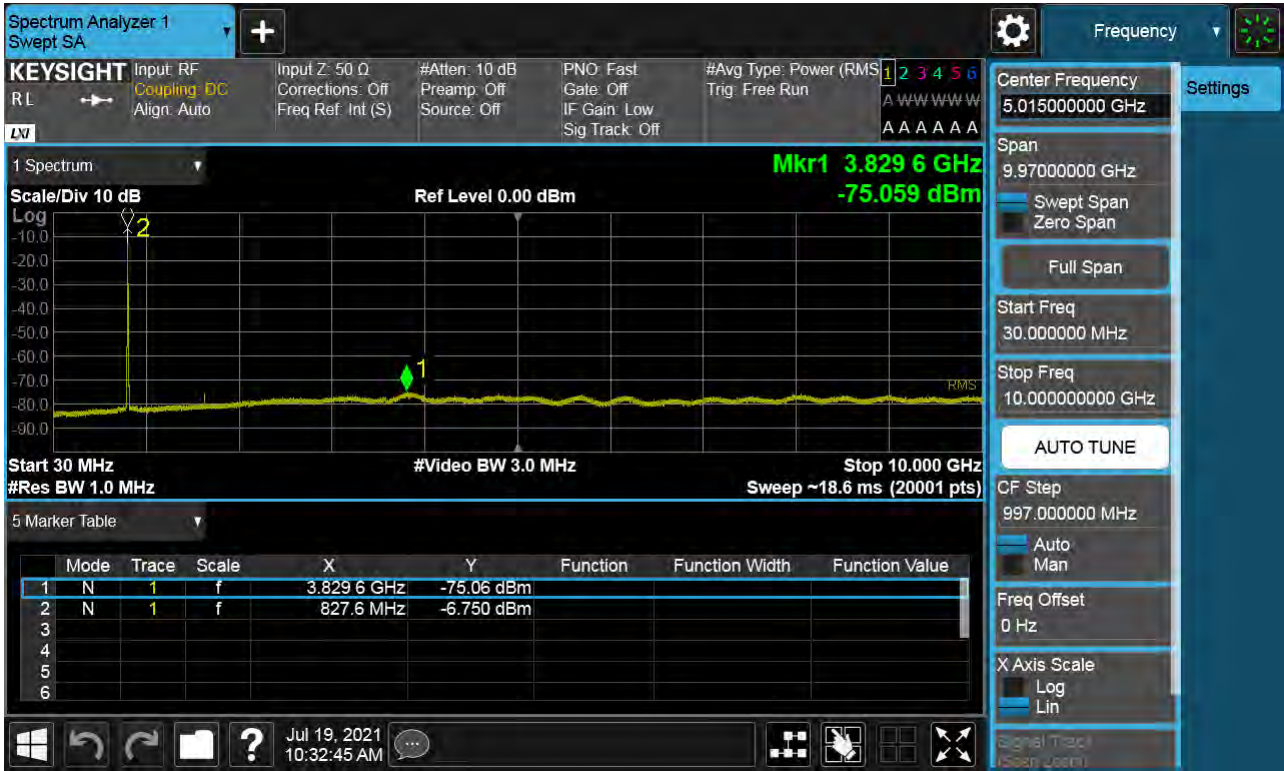 Spectrum Analyzer 1
Swept SA
+
Frequency
KEYSIGHT
RL
LXI
Input: RF
Coupling: DC
Align: Auto
Input Z: 50 Ω
Corrections: Off
Freq Ref: Int (S)
#Atten: 10 dB
Preamp: Off
Source: Off
PNO: Fast
Gate: Off
IF Gain: Low
Sig Track: Off
#Avg Type: Power (RMS
Trig: Free Run
1 2 3 4 5 6
A W W W W W
A A A A A A
1 Spectrum
Mkr1 3.829 6 GHz
-75.059 dBm
Scale/Div 10 dB
Ref Level 0.00 dBm
Log
-10.0
-20.0
-30.0
-40.0
-50.0
-60.0
-70.0
-80.0
-90.0
2
1
RMS
Start 30 MHz
#Video BW 3.0 MHz
Stop 10.000 GHz
#Res BW 1.0 MHz
Sweep ~18.6 ms (20001 pts)
5 Marker Table
Mode Trace Scale X Y Function Function Width Function Value
1 N 1 f 3.829 6 GHz -75.06 dBm
2 N 1 f 827.6 MHz -6.750 dBm
3
4
5
6
?
Jul 19, 2021
10:32:45 AM
Center Frequency
5.015000000 GHz
Settings
Span
9.97000000 GHz
Swept Span
Zero Span
Full Span
Start Freq
30.000000 MHz
Stop Freq
10.000000000 GHz
AUTO TUNE
CF Step
997.000000 MHz
Auto
Man
Freq Offset
0 Hz
X Axis Scale
Log
Lin
Signal Track
(Span Zoom)